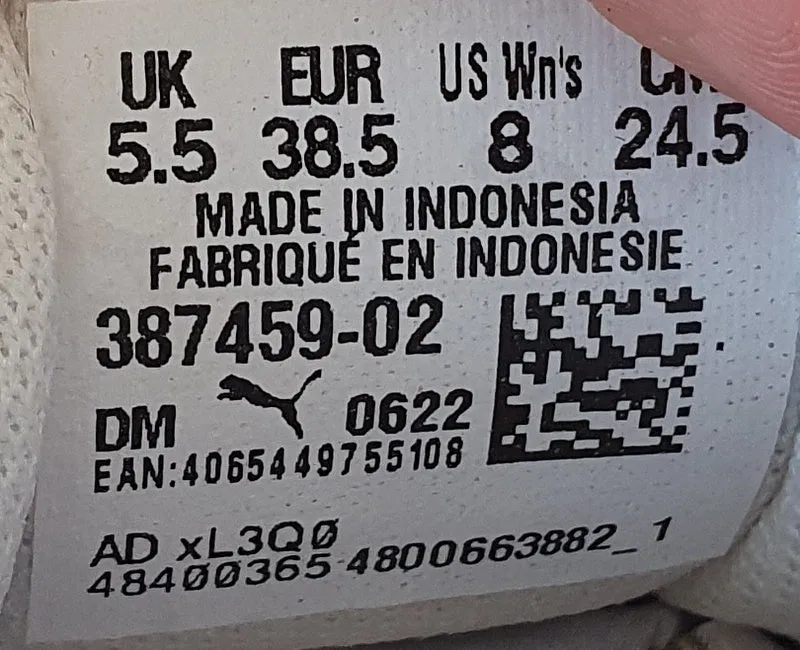 UK EUR US Wn's CM
5.5 38.5 8 24.5
MADE IN INDONESIA
FABRIQUÉ EN INDONESIE
387459-02
DM 0622
EAN:4065449755108
AD xL3Q0
48400365 4800663882_1